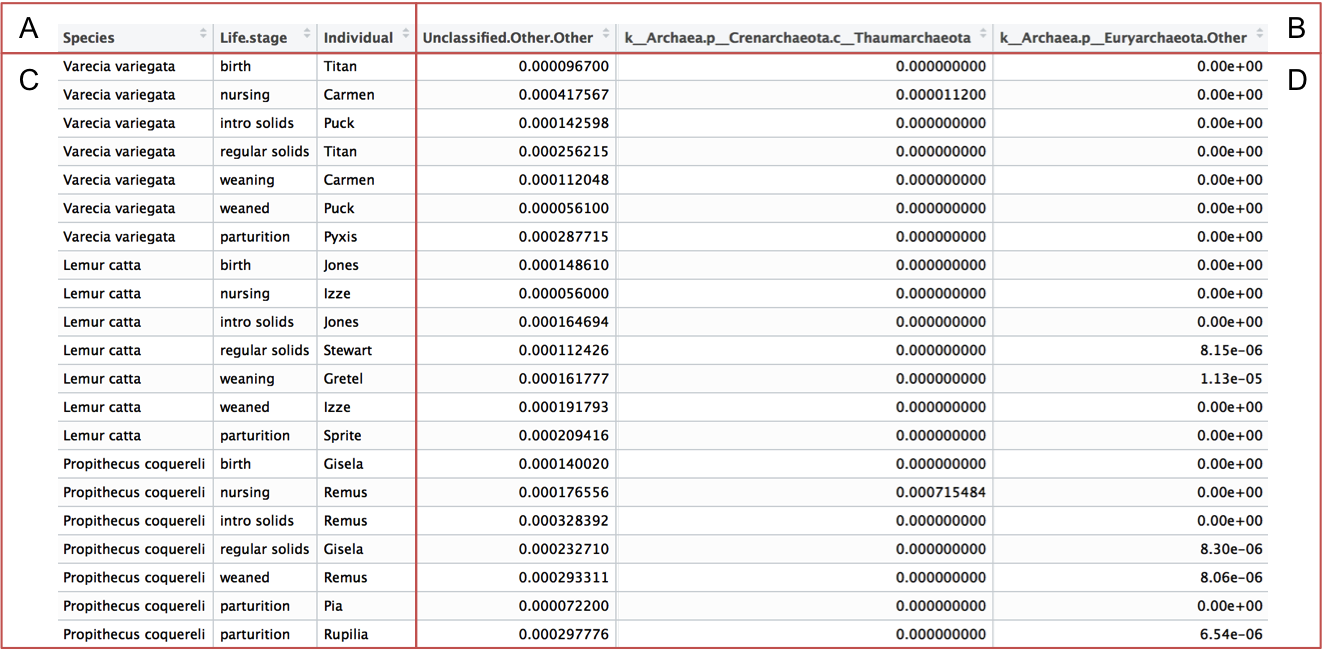 A B
Species Life.stage Individual Unclassified.Other.Other k__Archaea.p__Crenarchaeota.c__Thaumarchaeota k__Archaea.p__Euryarchaeota.Other
C D
Varecia variegata birth Titan 0.000096700 0.000000000 0.00e+00
Varecia variegata nursing Carmen 0.000417567 0.000011200 0.00e+00
Varecia variegata intro solids Puck 0.000142598 0.000000000 0.00e+00
Varecia variegata regular solids Titan 0.000256215 0.000000000 0.00e+00
Varecia variegata weaning Carmen 0.000112048 0.000000000 0.00e+00
Varecia variegata weaned Puck 0.000056100 0.000000000 0.00e+00
Varecia variegata parturition Pyxis 0.000287715 0.000000000 0.00e+00
Lemur catta birth Jones 0.000148610 0.000000000 0.00e+00
Lemur catta nursing Izze 0.000056000 0.000000000 0.00e+00
Lemur catta intro solids Jones 0.000164694 0.000000000 0.00e+00
Lemur catta regular solids Stewart 0.000112426 0.000000000 8.15e-06
Lemur catta weaning Gretel 0.000161777 0.000000000 1.13e-05
Lemur catta weaned Izze 0.000191793 0.000000000 0.00e+00
Lemur catta parturition Sprite 0.000209416 0.000000000 0.00e+00
Propithecus coquereli birth Gisela 0.000140020 0.000000000 0.00e+00
Propithecus coquereli nursing Remus 0.000176556 0.000715484 0.00e+00
Propithecus coquereli intro solids Remus 0.000328392 0.000000000 0.00e+00
Propithecus coquereli regular solids Gisela 0.000232710 0.000000000 8.30e-06
Propithecus coquereli weaned Remus 0.000293311 0.000000000 8.06e-06
Propithecus coquereli parturition Pia 0.000072200 0.000000000 0.00e+00
Propithecus coquereli parturition Rupilia 0.000297776 0.000000000 6.54e-06